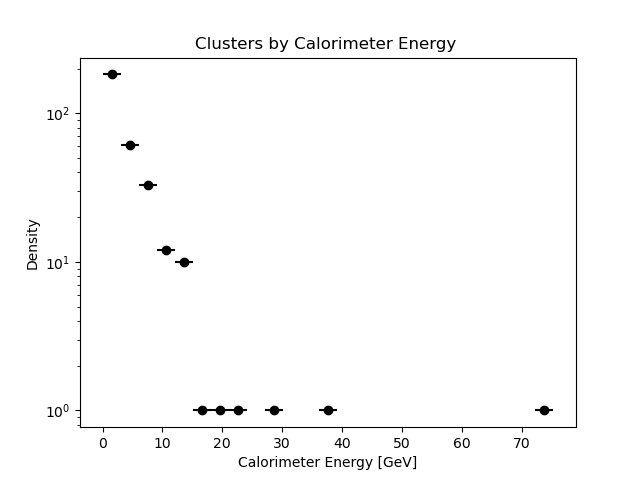 Clusters by Calorimeter Energy
Density
10²
10¹
10⁰
0 10 20 30 40 50 60 70
Calorimeter Energy [GeV]